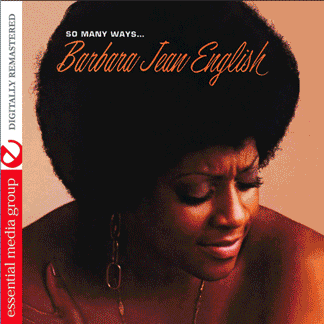 SO MANY WAYS...
Barbara Jean English
DIGITALLY REMASTERED
e
essential media group